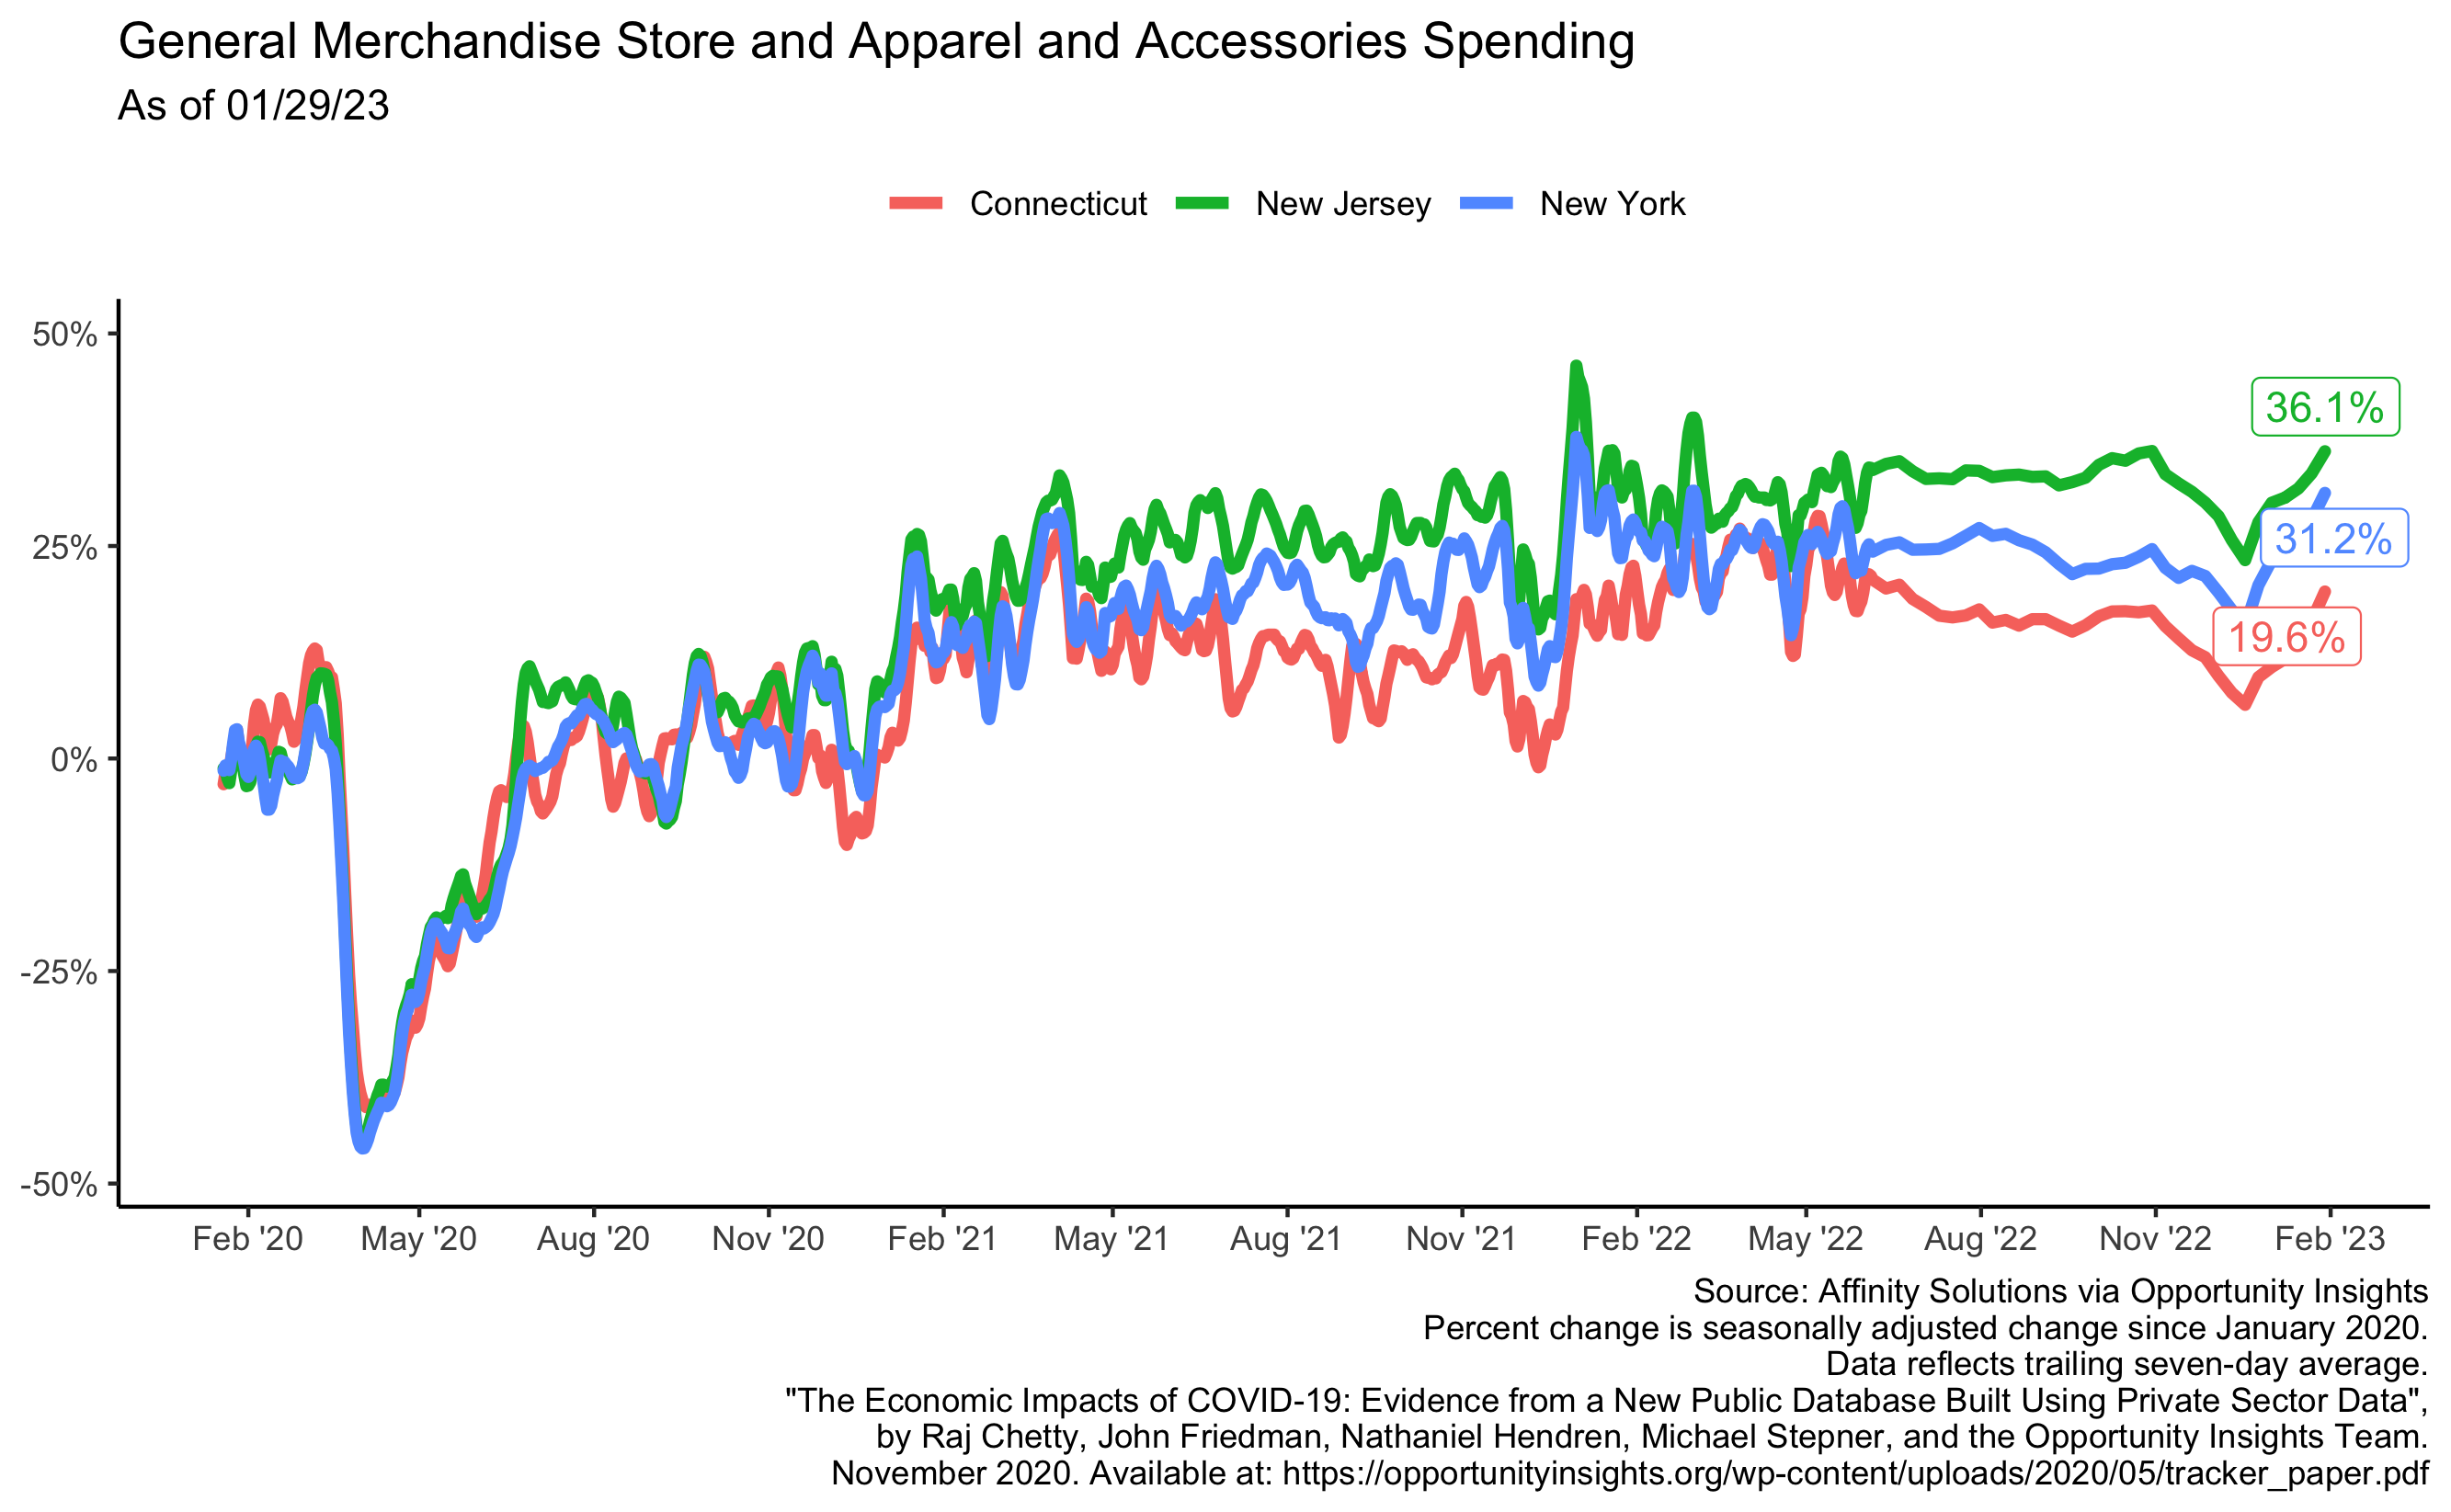 General Merchandise Store and Apparel and Accessories Spending
As of 01/29/23
Connecticut New Jersey New York
50%
25%
0%
-25%
-50%
36.1%
31.2%
19.6%
Feb '20 May '20 Aug '20 Nov '20 Feb '21 May '21 Aug '21 Nov '21 Feb '22 May '22 Aug '22 Nov '22 Feb '23
Source: Affinity Solutions via Opportunity Insights
Percent change is seasonally adjusted change since January 2020.
Data reflects trailing seven-day average.
"The Economic Impacts of COVID-19: Evidence from a New Public Database Built Using Private Sector Data",
by Raj Chetty, John Friedman, Nathaniel Hendren, Michael Stepner, and the Opportunity Insights Team.
November 2020. Available at: https://opportunityinsights.org/wp-content/uploads/2020/05/tracker_paper.pdf